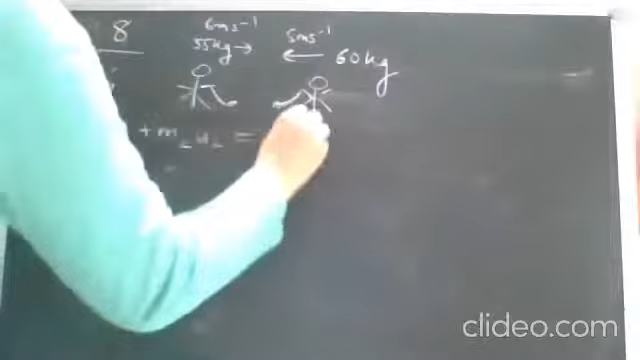 8
6ms⁻¹ 5ms⁻¹
55kg → ← 60kg
+ m₂u₂ =
clideo.com